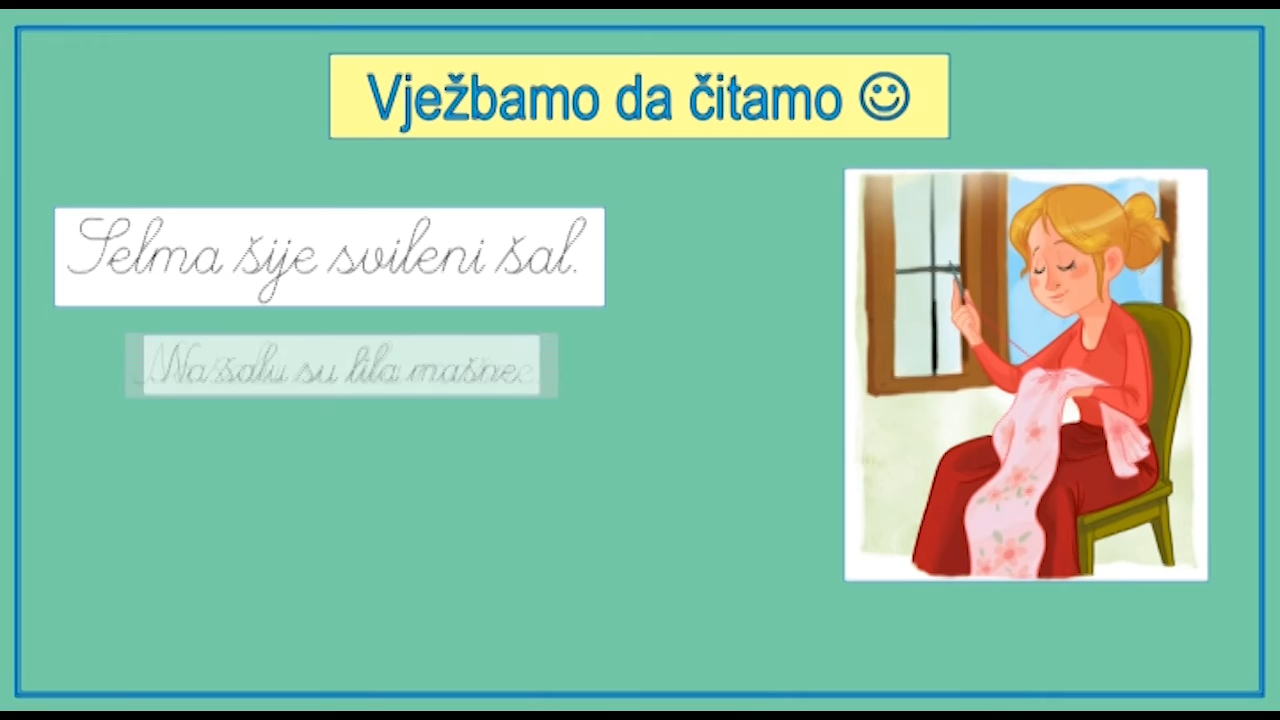 Vježbamo da čitamo ☺
Selma šije svileni šal.
Na šalu su lila mašne